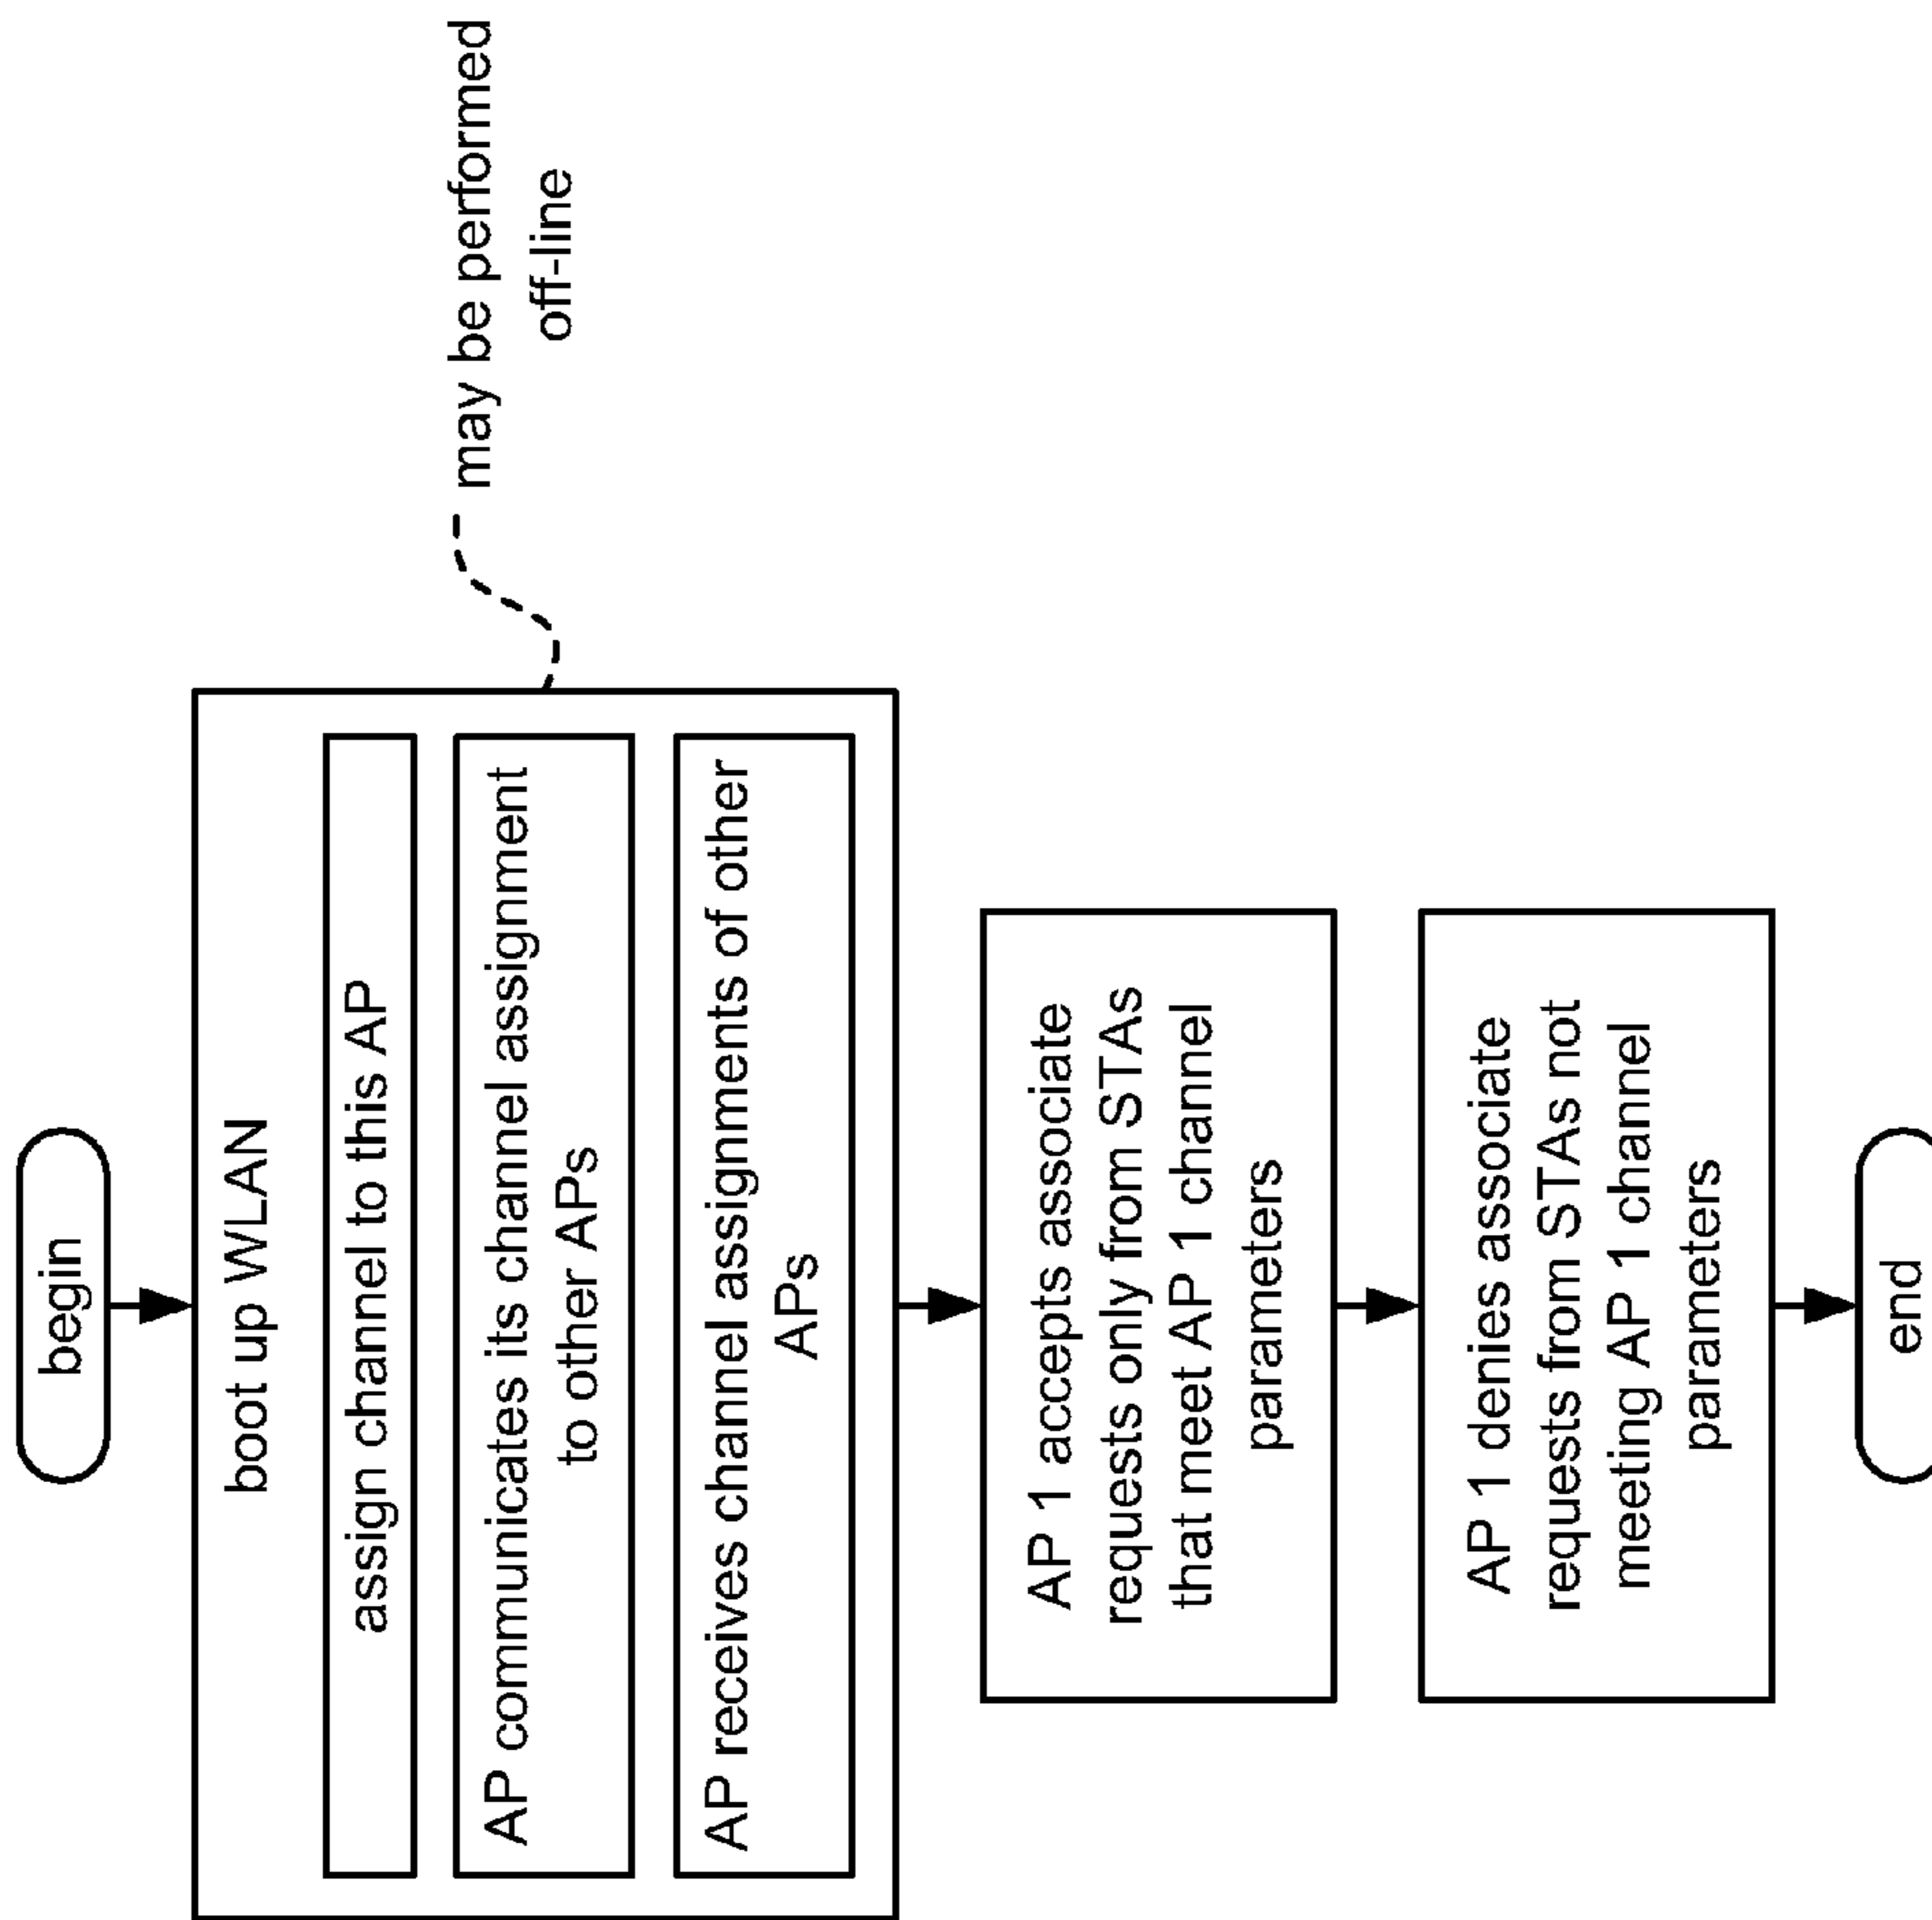 begin
boot up WLAN
assign channel to this AP
AP communicates its channel assignment
to other APs
AP receives channel assignments of other
APs
may be performed
off-line
AP 1 accepts associate
requests only from STAs
that meet AP 1 channel
parameters
AP 1 denies associate
requests from STAs not
meeting AP 1 channel
parameters
end